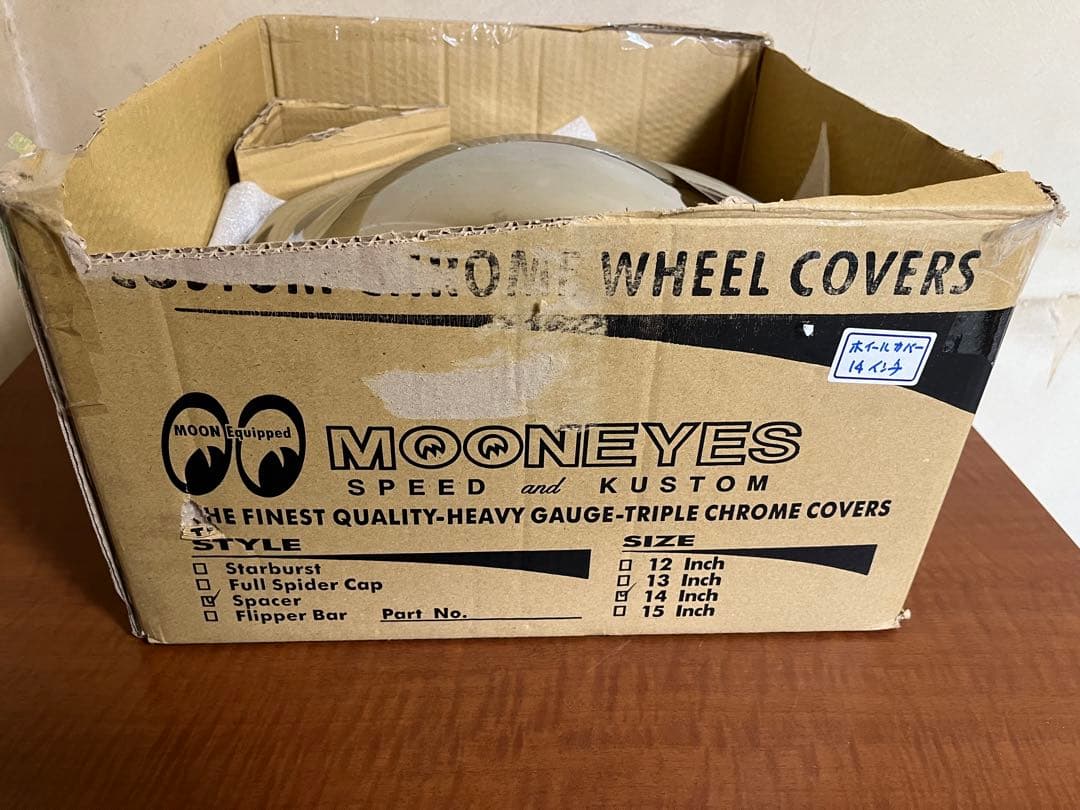 CUSTOM CHROME WHEEL COVERS
ホイールカバー
14インチ
MOON Equipped
MOONEYES
SPEED and KUSTOM
THE FINEST QUALITY-HEAVY GAUGE-TRIPLE CHROME COVERS
STYLE
Starburst
Full Spider Cap
Spacer
Flipper Bar
Part No.
SIZE
12 Inch
13 Inch
14 Inch
15 Inch